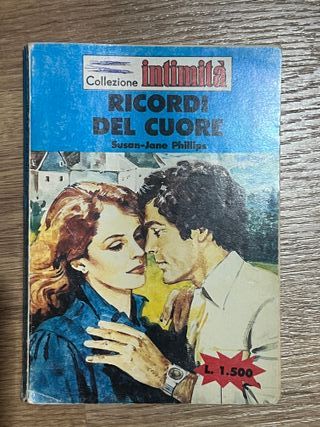 Collezione intimità
RICORDI
DEL CUORE
Susan-Jane Phillips
L. 1.500